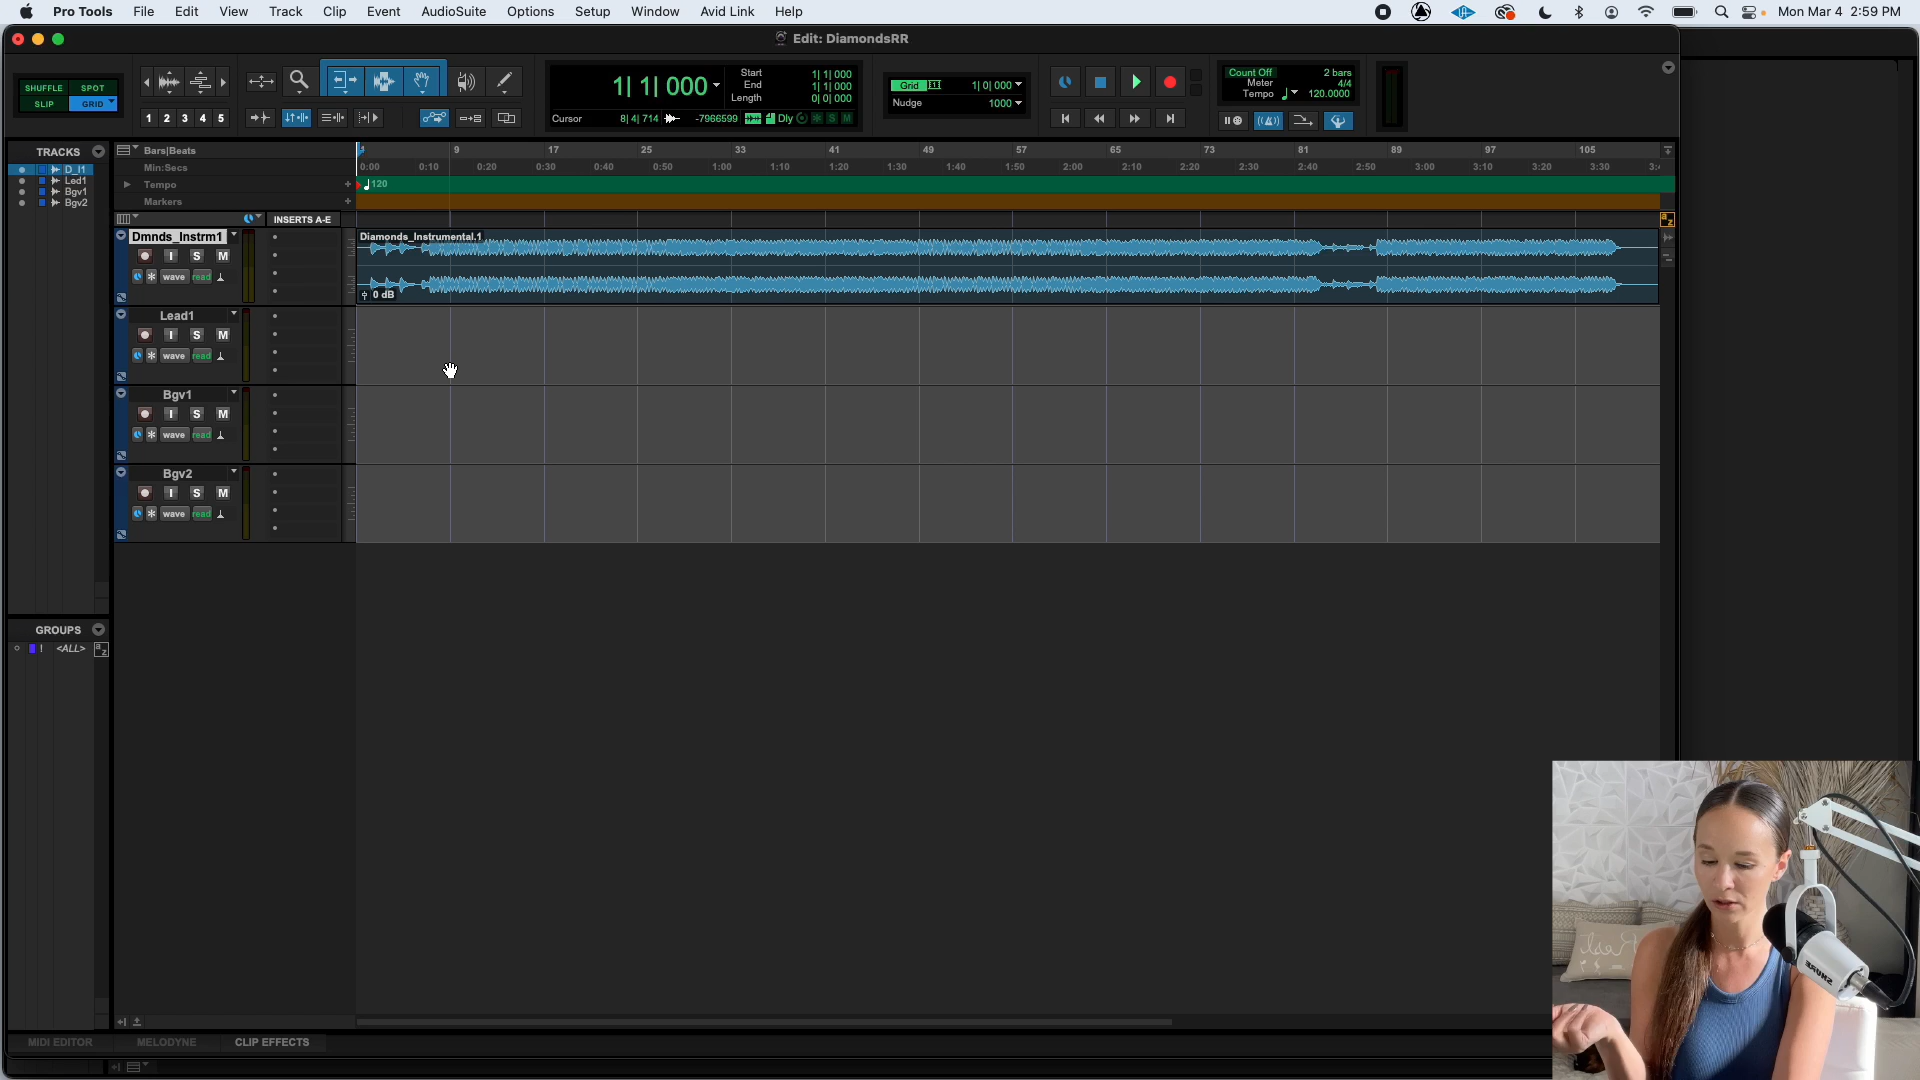 Pro Tools File Edit View Track Clip Event AudioSuite Options Setup Window Avid Link Help Mon Mar 4 2:59 PM
Edit: DiamondsRR
SHUFFLE SPOT
SLIP GRID
1 2 3 4 5
1| 1| 000
Start 1| 1| 000
End 1| 1| 000
Length 0| 0| 000
Cursor 8| 4| 714 -7966599 Dly S M
Grid 1| 0| 000
Nudge 1000
Count Off 2 bars
Meter 4/4
Tempo 120.0000
TRACKS
D_I1
Led1
Bgv1
Bgv2
Bars|Beats 9 17 25 33 41 49 57 65 73 81 89 97 105
Min:Secs 0:00 0:10 0:20 0:30 0:40 0:50 1:00 1:10 1:20 1:30 1:40 1:50 2:00 2:10 2:20 2:30 2:40 2:50 3:00 3:10 3:20 3:30
Tempo 120
Markers
INSERTS A-E
Dmnds_Instrm1
I S M
wave read
Diamonds_Instrumental.1
0 dB
Lead1
I S M
wave read
Bgv1
I S M
wave read
Bgv2
I S M
wave read
GROUPS
! <ALL> a z
MIDI EDITOR MELODYNE CLIP EFFECTS
SHURE